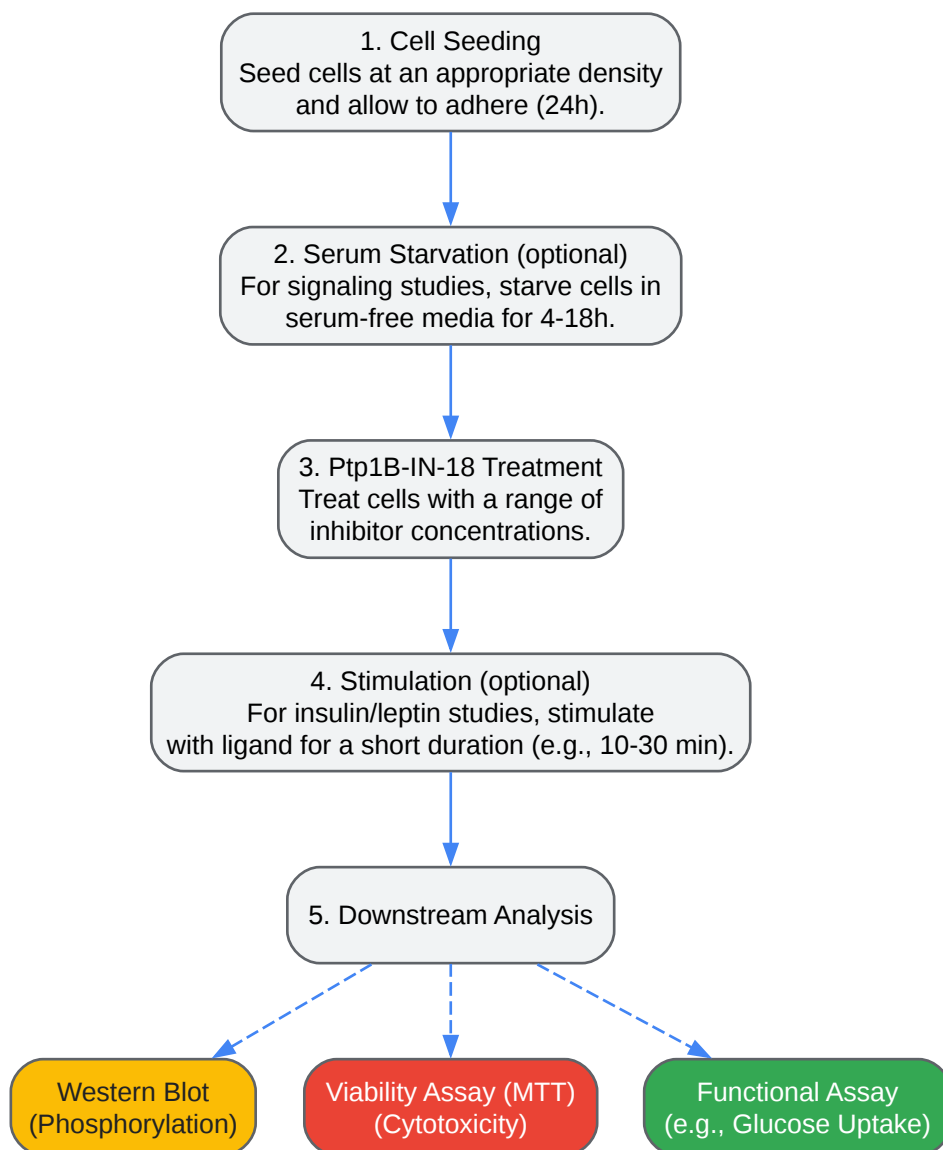 1. Cell Seeding
Seed cells at an appropriate density
and allow to adhere (24h).
2. Serum Starvation (optional)
For signaling studies, starve cells in
serum-free media for 4-18h.
3. Ptp1B-IN-18 Treatment
Treat cells with a range of
inhibitor concentrations.
4. Stimulation (optional)
For insulin/leptin studies, stimulate
with ligand for a short duration (e.g., 10-30 min).
5. Downstream Analysis
Western Blot
(Phosphorylation)
Viability Assay (MTT)
(Cytotoxicity)
Functional Assay
(e.g., Glucose Uptake)